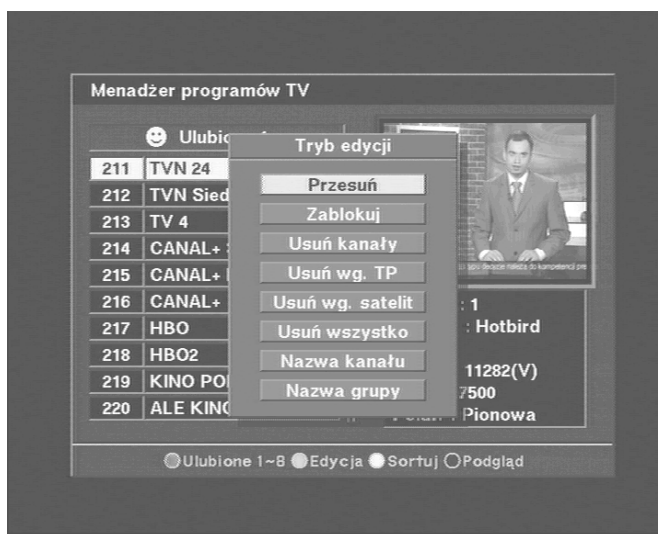 Menadżer programów TV
Tryb edycji
211 TVN 24
212 TVN Sied
213 TV 4
214 CANAL+
215 CANAL+
216 CANAL+
217 HBO
218 HBO2
219 KINO
220 ALE KINO
Przesuń
Zablokuj
Usuń kanały
Usuń wg. TP
Usuń wg. satelit
Usuń wszystko
Nazwa kanału
Nazwa grupy
: 1
: Hotbird
11282(V)
7500
Pionowa
Ulubione 1~8 Edycja Sortuj Podgląd